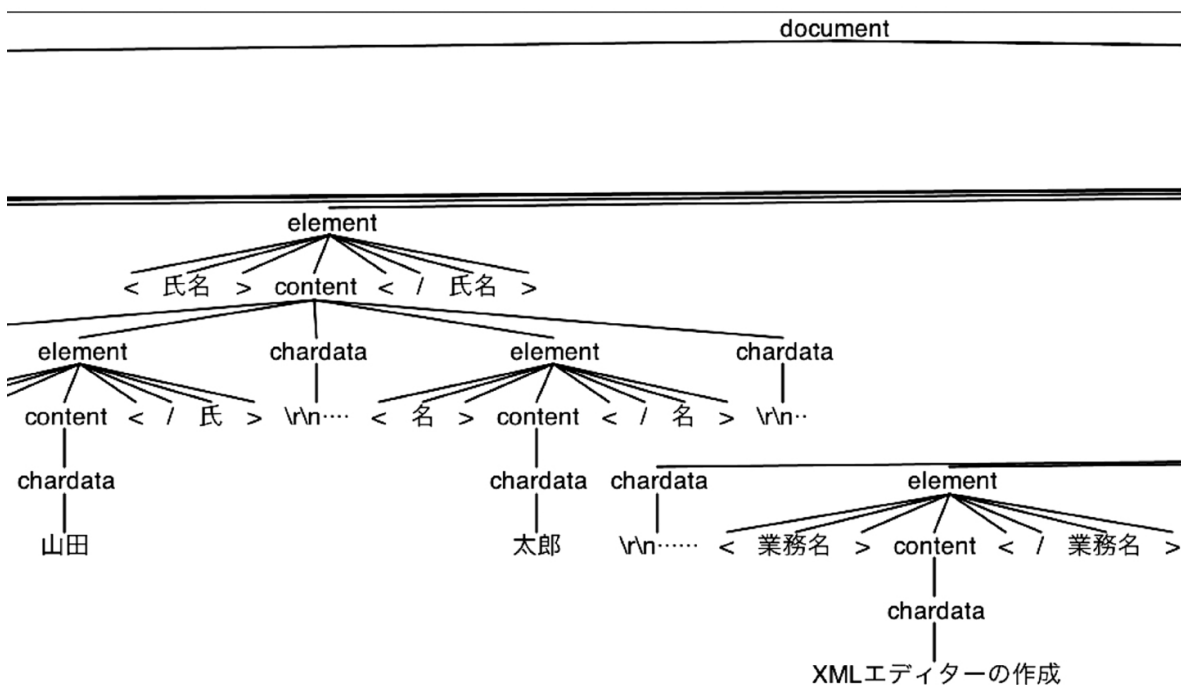 document
element
< 氏名 > content < / 氏名 >
element chardata element chardata
content < / 氏 > \r\n···· < 名 > content < / 名 > \r\n··
chardata chardata chardata element
山田 太郎 \r\n······ < 業務名 > content < / 業務名 >
chardata
XMLエディターの作成